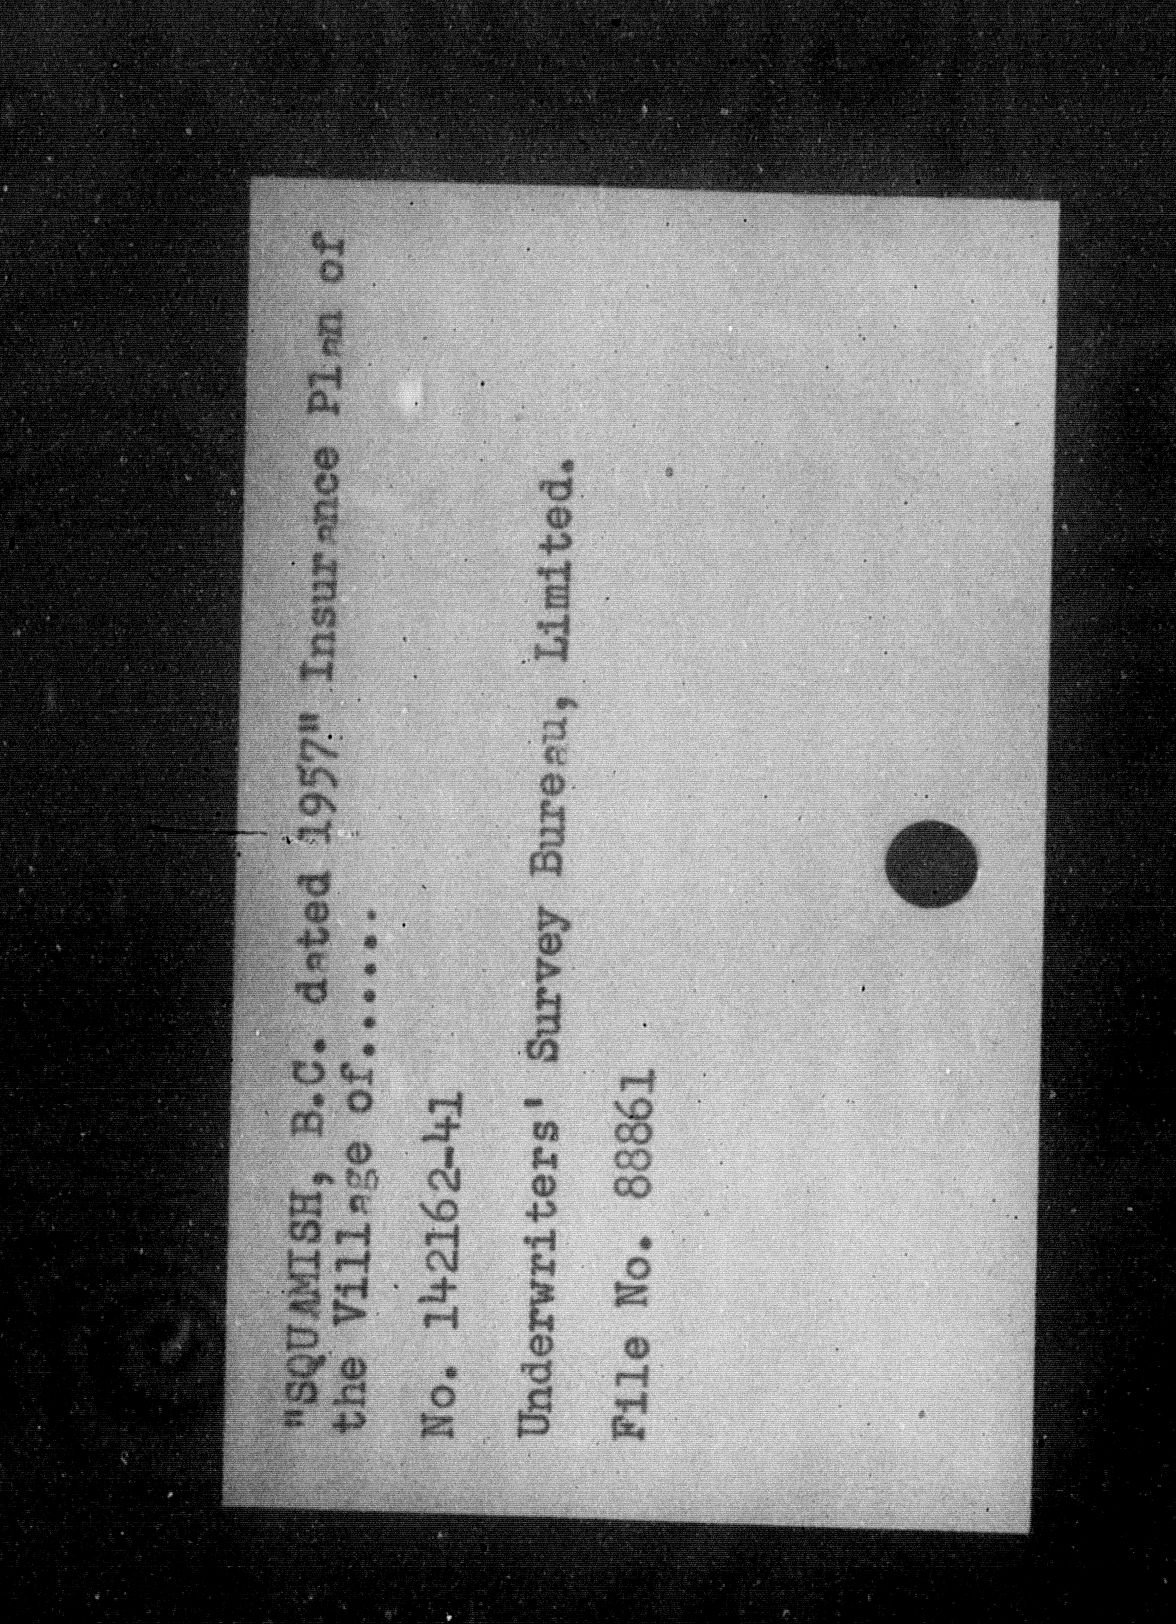 "SQUAMISH, B.C. dated 1957" Insurance Plan of
the Village of.......
No. 142162-41
Underwriters' Survey Bureau, Limited.
File No. 88861